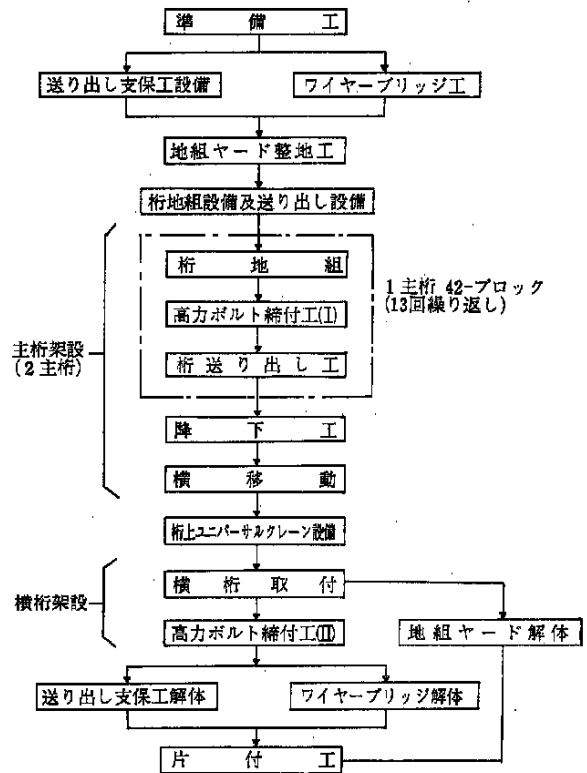 準備工
送り出し支保工設備
ワイヤーブリッジ工
地組ヤード整地工
桁地組設備及送り出し設備
桁地組
高力ボルト締付工(I)
桁送り出し工
1主桁 42-ブロック
(13回繰り返し)
主桁架設
(2主桁)
降下工
横移動
桁上ユニバーサルクレーン設備
横桁取付
横桁架設
高力ボルト締付工(II)
地組ヤード解体
送り出し支保工解体
ワイヤーブリッジ解体
片付工